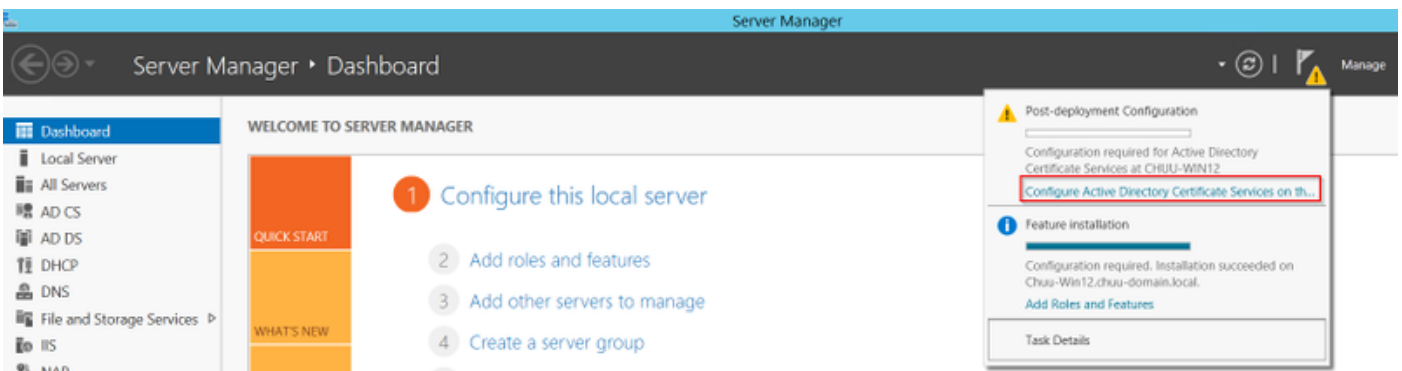 Server Manager
Server Manager • Dashboard
Manage
Dashboard
Local Server
All Servers
AD CS
AD DS
DHCP
DNS
File and Storage Services
IIS
NAP
WELCOME TO SERVER MANAGER
QUICK START
WHAT'S NEW
1 Configure this local server
2 Add roles and features
3 Add other servers to manage
4 Create a server group
Post-deployment Configuration
Configuration required for Active Directory
Certificate Services at CHUU-WIN12
Configure Active Directory Certificate Services on th...
Feature installation
Configuration required. Installation succeeded on
Chuu-Win12.chuu-domain.local.
Add Roles and Features
Task Details